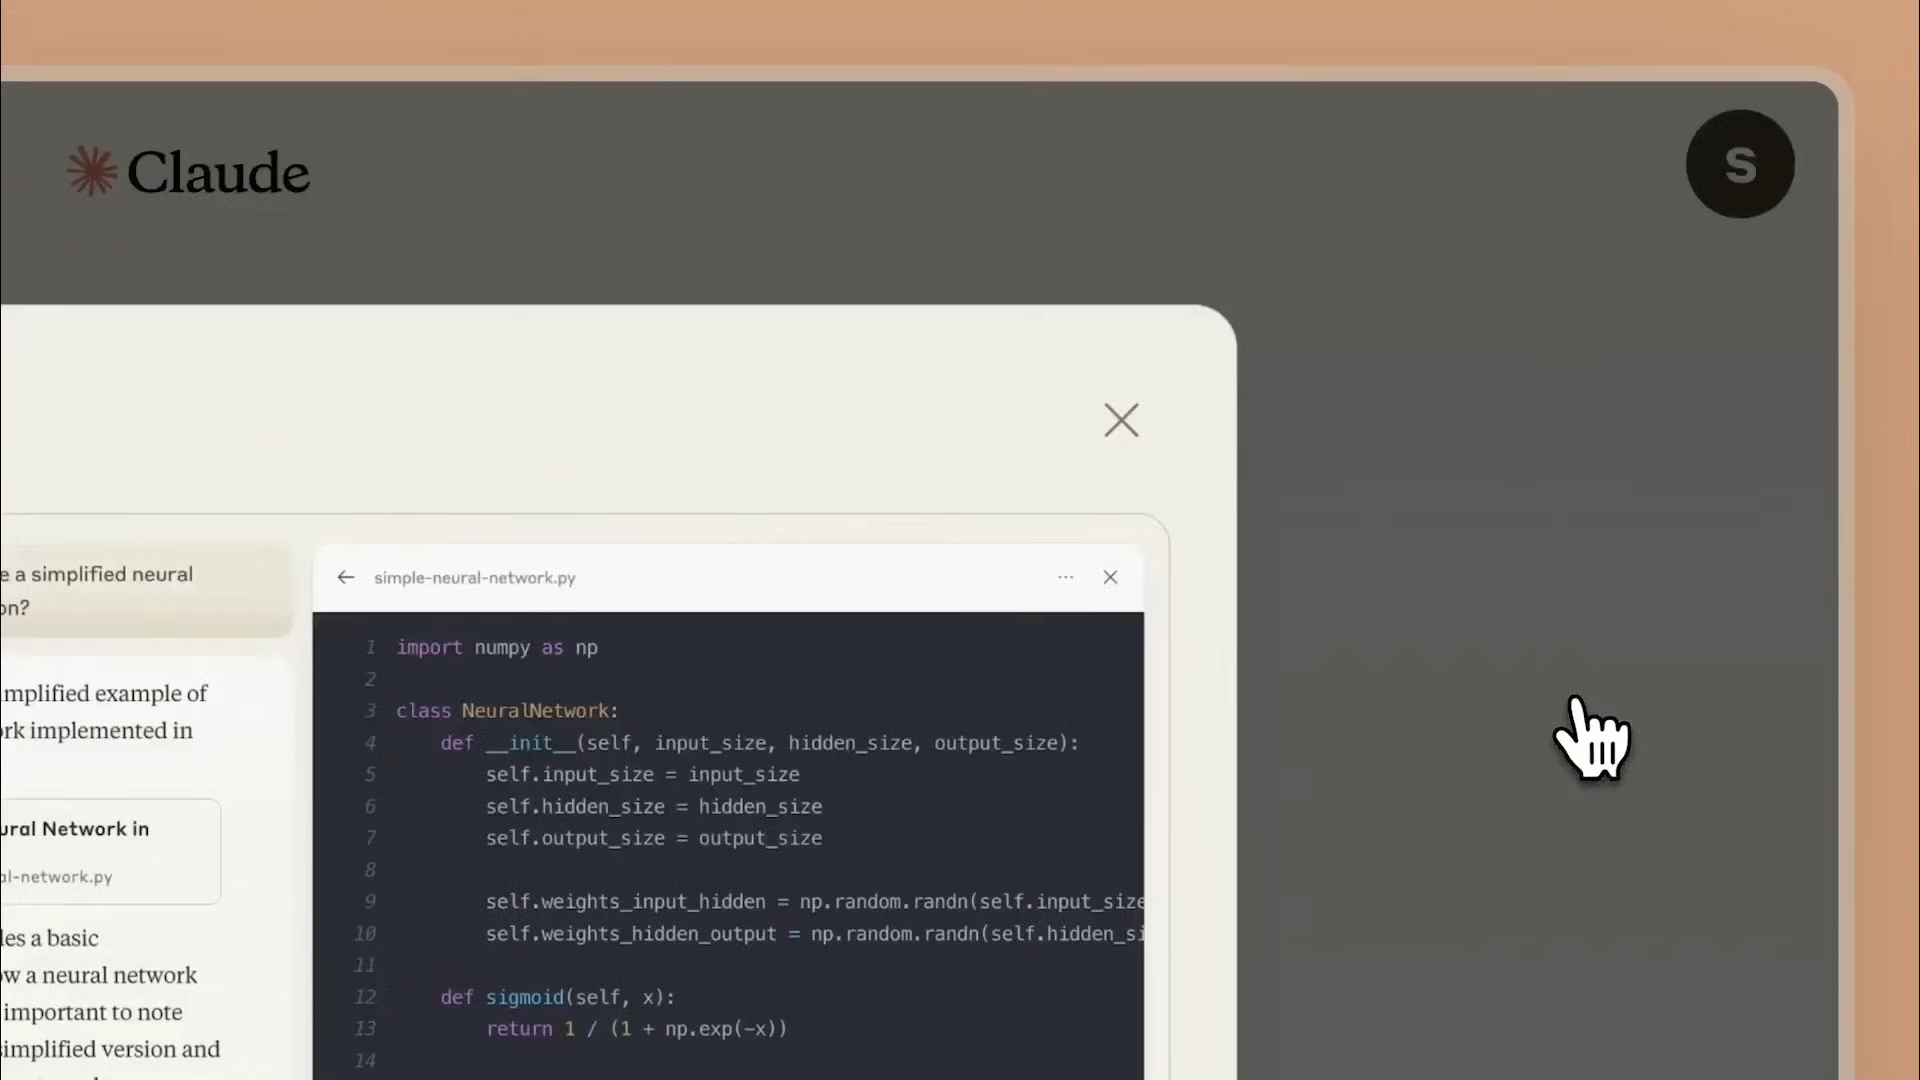 Claude
S
e a simplified neural
on?
simple-neural-network.py
mplified example of
rk implemented in
ural Network in
al-network.py
les a basic
ow a neural network
important to note
simplified version and
1 import numpy as np
2
3 class NeuralNetwork:
4 def __init__(self, input_size, hidden_size, output_size):
5 self.input_size = input_size
6 self.hidden_size = hidden_size
7 self.output_size = output_size
8
9 self.weights_input_hidden = np.random.randn(self.input_size
10 self.weights_hidden_output = np.random.randn(self.hidden_si
11
12 def sigmoid(self, x):
13 return 1 / (1 + np.exp(-x))
14